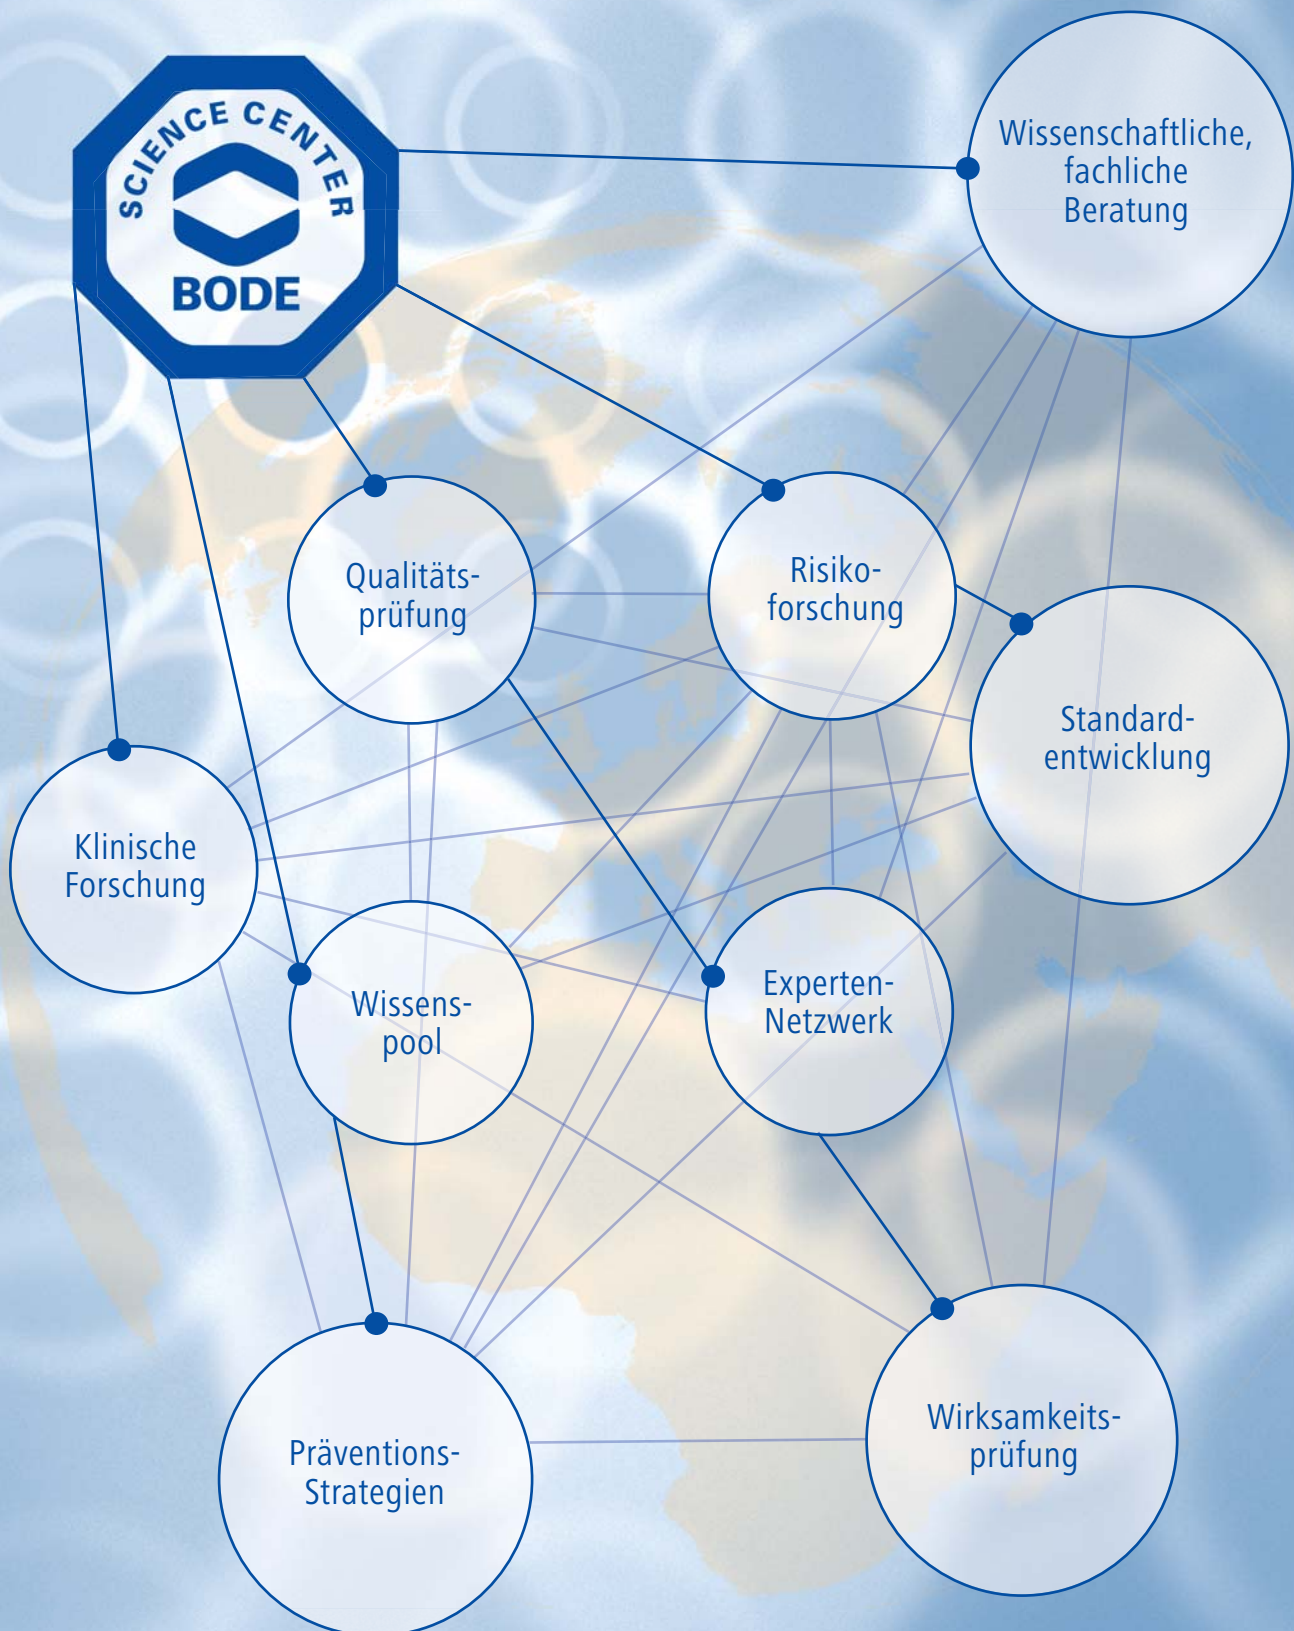 SCIENCE CENTER
BODE
Wissenschaftliche,
fachliche
Beratung
Qualitäts-
prüfung
Risiko-
forschung
Standard-
entwicklung
Klinische
Forschung
Wissens-
pool
Experten-
Netzwerk
Präventions-
Strategien
Wirksamkeits-
prüfung